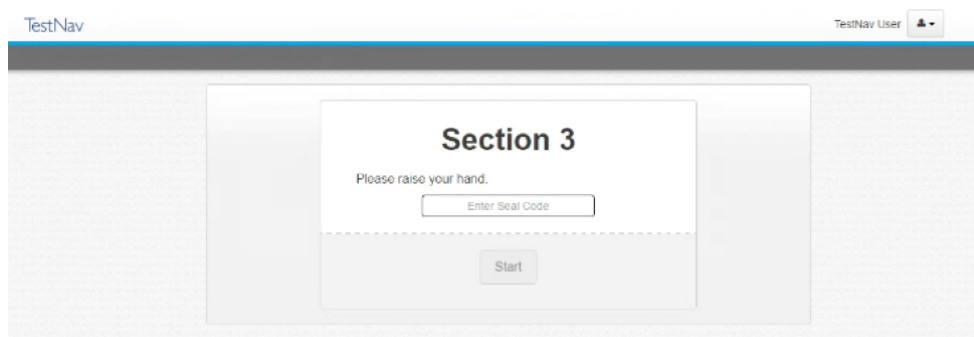 TestNav
TestNav User
Section 3
Please raise your hand.
Enter Seal Code
Start